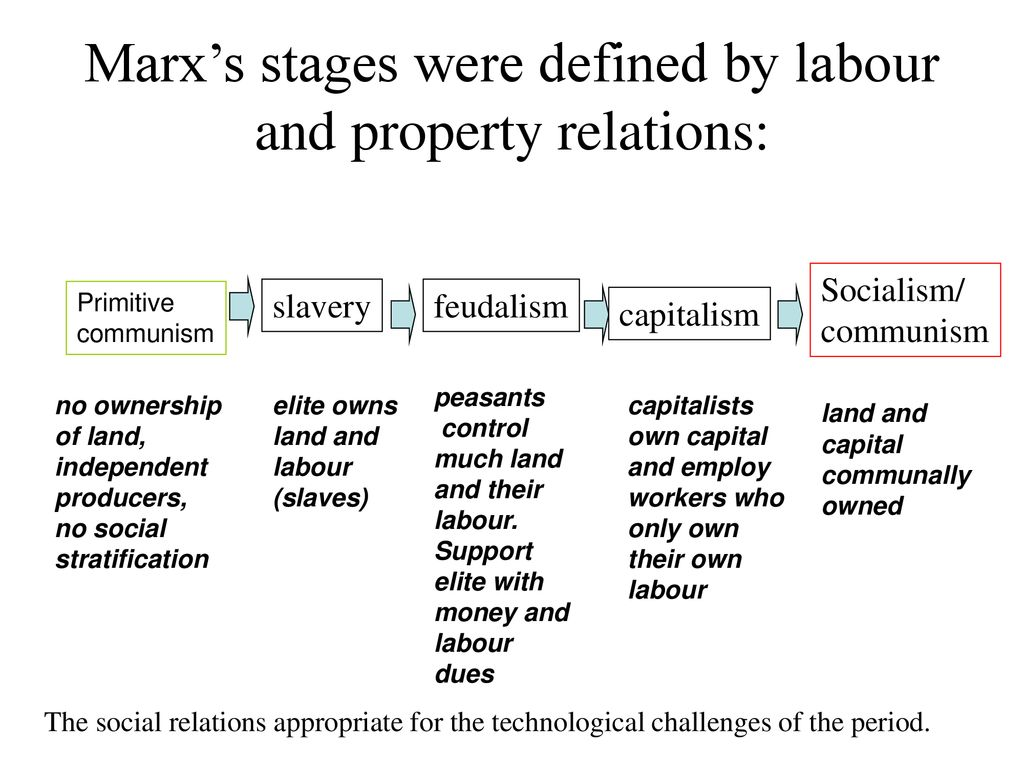 Marx’s stages were defined by labour
and property relations:
Primitive
communism
slavery
feudalism
capitalism
Socialism/
communism
no ownership
of land,
independent
producers,
no social
stratification
elite owns
land and
labour
(slaves)
peasants
control
much land
and their
labour.
Support
elite with
money and
labour
dues
capitalists
own capital
and employ
workers who
only own
their own
labour
land and
capital
communally
owned
The social relations appropriate for the technological challenges of the period.